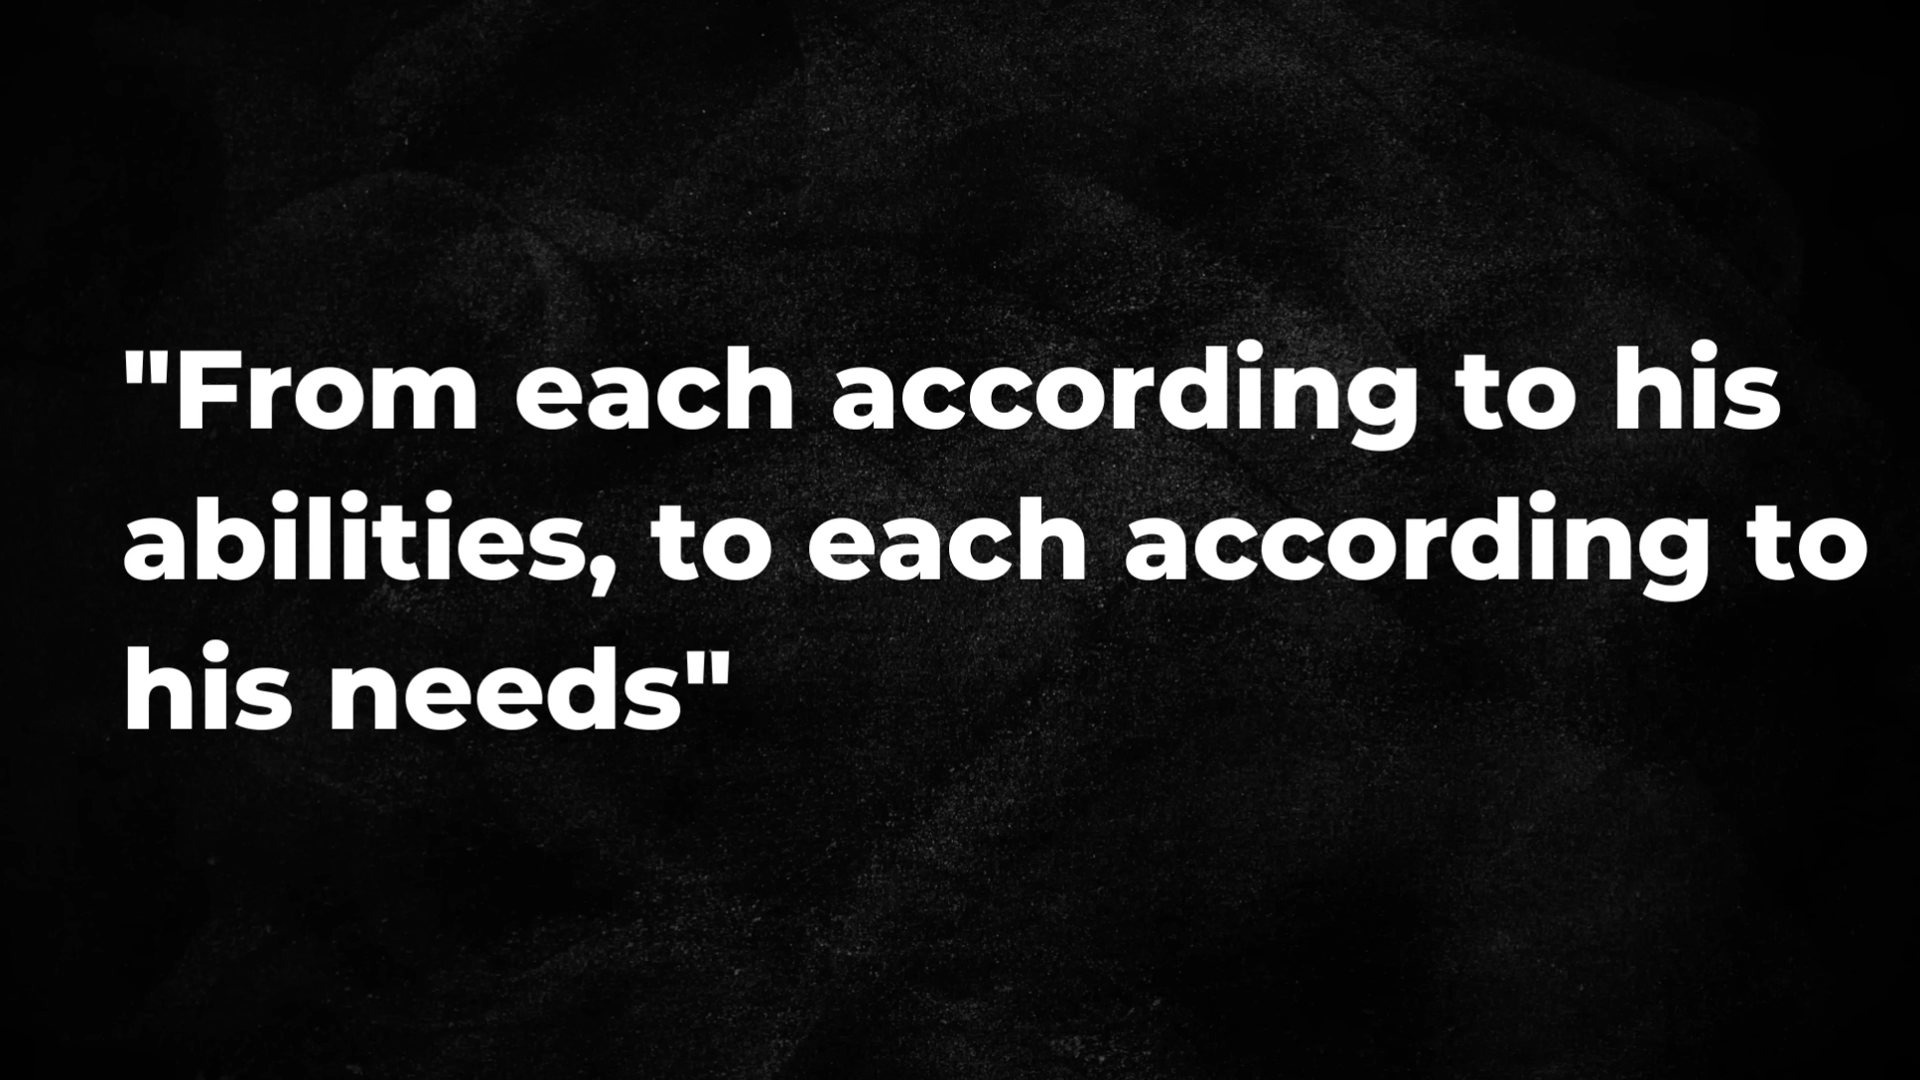 "From each according to his
abilities, to each according to
his needs"